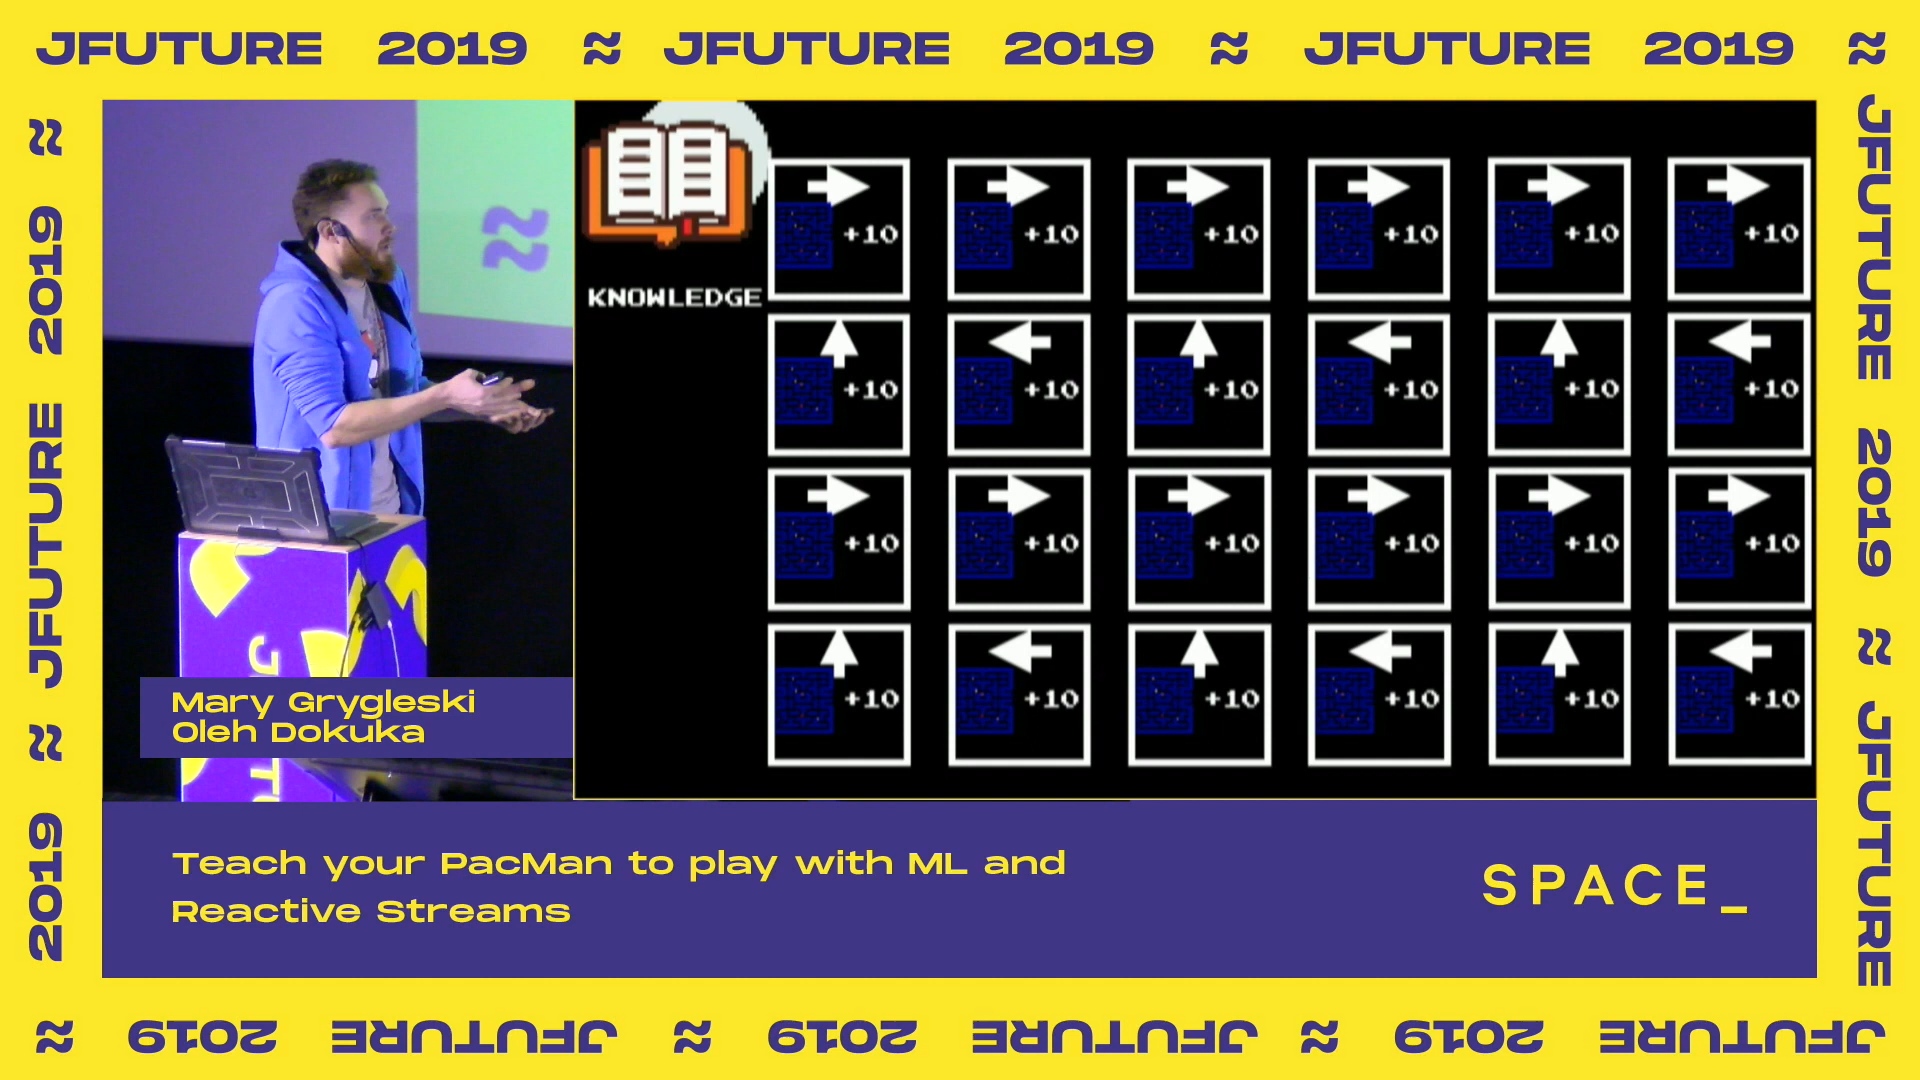 JFUTURE 2019 ≈ JFUTURE 2019 ≈ JFUTURE 2019 ≈
JFUTURE 2019 ≈ JFUTURE
2019 ≈ JFUTURE 2019 ≈
KNOWLEDGE
+10 +10 +10 +10 +10 +10
+10 +10 +10 +10 +10 +10
+10 +10 +10 +10 +10 +10
+10 +10 +10 +10 +10 +10
Mary Grygleski
Oleh Dokuka
Teach your PacMan to play with ML and
Reactive Streams
SPACE_
JFUTURE 2019 ≈ JFUTURE 2019 ≈ JFUTURE 2019 ≈